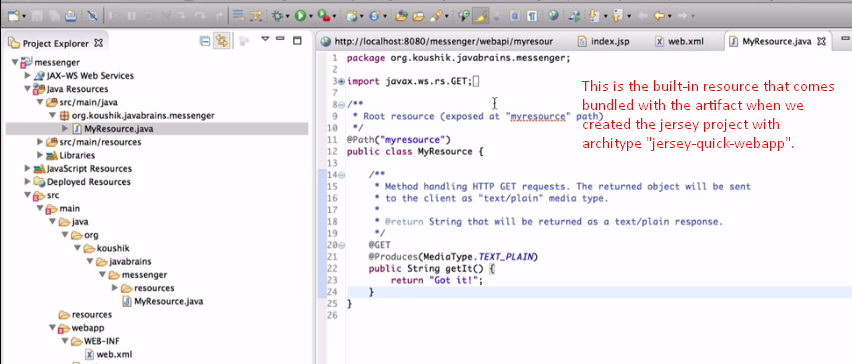 Project Explorer
messenger
JAX-WS Web Services
Java Resources
src/main/java
org.koushik.javabrains.messenger
MyResource.java
src/main/resources
Libraries
JavaScript Resources
Deployed Resources
src
main
java
org
koushik
javabrains
messenger
resources
MyResource.java
resources
webapp
WEB-INF
web.xml
http://localhost:8080/messenger/webapi/myresour
index.jsp
web.xml
MyResource.java
1 package org.koushik.javabrains.messenger;
2
3 import javax.ws.rs.GET;
7
8 /**
9 * Root resource (exposed at "myresource" path)
10 */
11 @Path("myresource")
12 public class MyResource {
13
14 /**
15 * Method handling HTTP GET requests. The returned object will be sent
16 * to the client as "text/plain" media type.
17 *
18 * @return String that will be returned as a text/plain response.
19 */
20 @GET
21 @Produces(MediaType.TEXT_PLAIN)
22 public String getIt() {
23 return "Got it!";
24 }
25 }
26
This is the built-in resource that comes
bundled with the artifact when we
created the jersey project with
architype "jersey-quick-webapp".